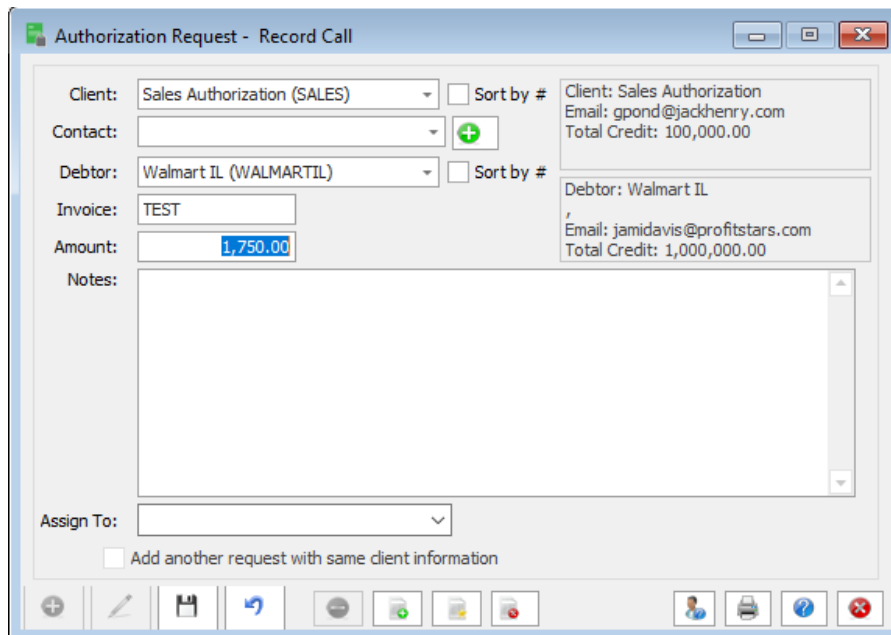 Authorization Request - Record Call
Client: Sales Authorization (SALES) Sort by #
Contact:
Debtor: Walmart IL (WALMARTIL) Sort by #
Invoice: TEST
Amount: 1,750.00
Notes:
Client: Sales Authorization
Email: gpond@jackhenry.com
Total Credit: 100,000.00
Debtor: Walmart IL
,
Email: jamidavis@profitstars.com
Total Credit: 1,000,000.00
Assign To:
Add another request with same client information